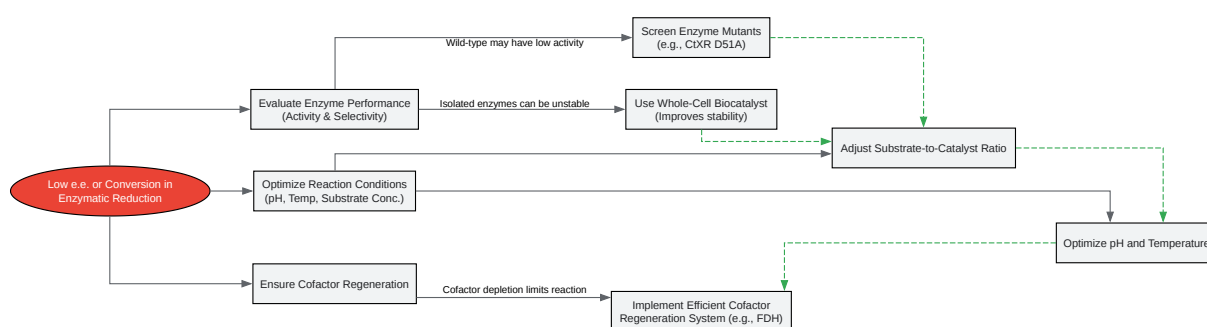 Screen Enzyme Mutants
(e.g., CtXR D51A)
Wild-type may have low activity
Evaluate Enzyme Performance
(Activity & Selectivity)
Isolated enzymes can be unstable
Use Whole-Cell Biocatalyst
(Improves stability)
Adjust Substrate-to-Catalyst Ratio
Low e.e. or Conversion in
Enzymatic Reduction
Optimize Reaction Conditions
(pH, Temp, Substrate Conc.)
Optimize pH and Temperature
Ensure Cofactor Regeneration
Cofactor depletion limits reaction
Implement Efficient Cofactor
Regeneration System (e.g., FDH)